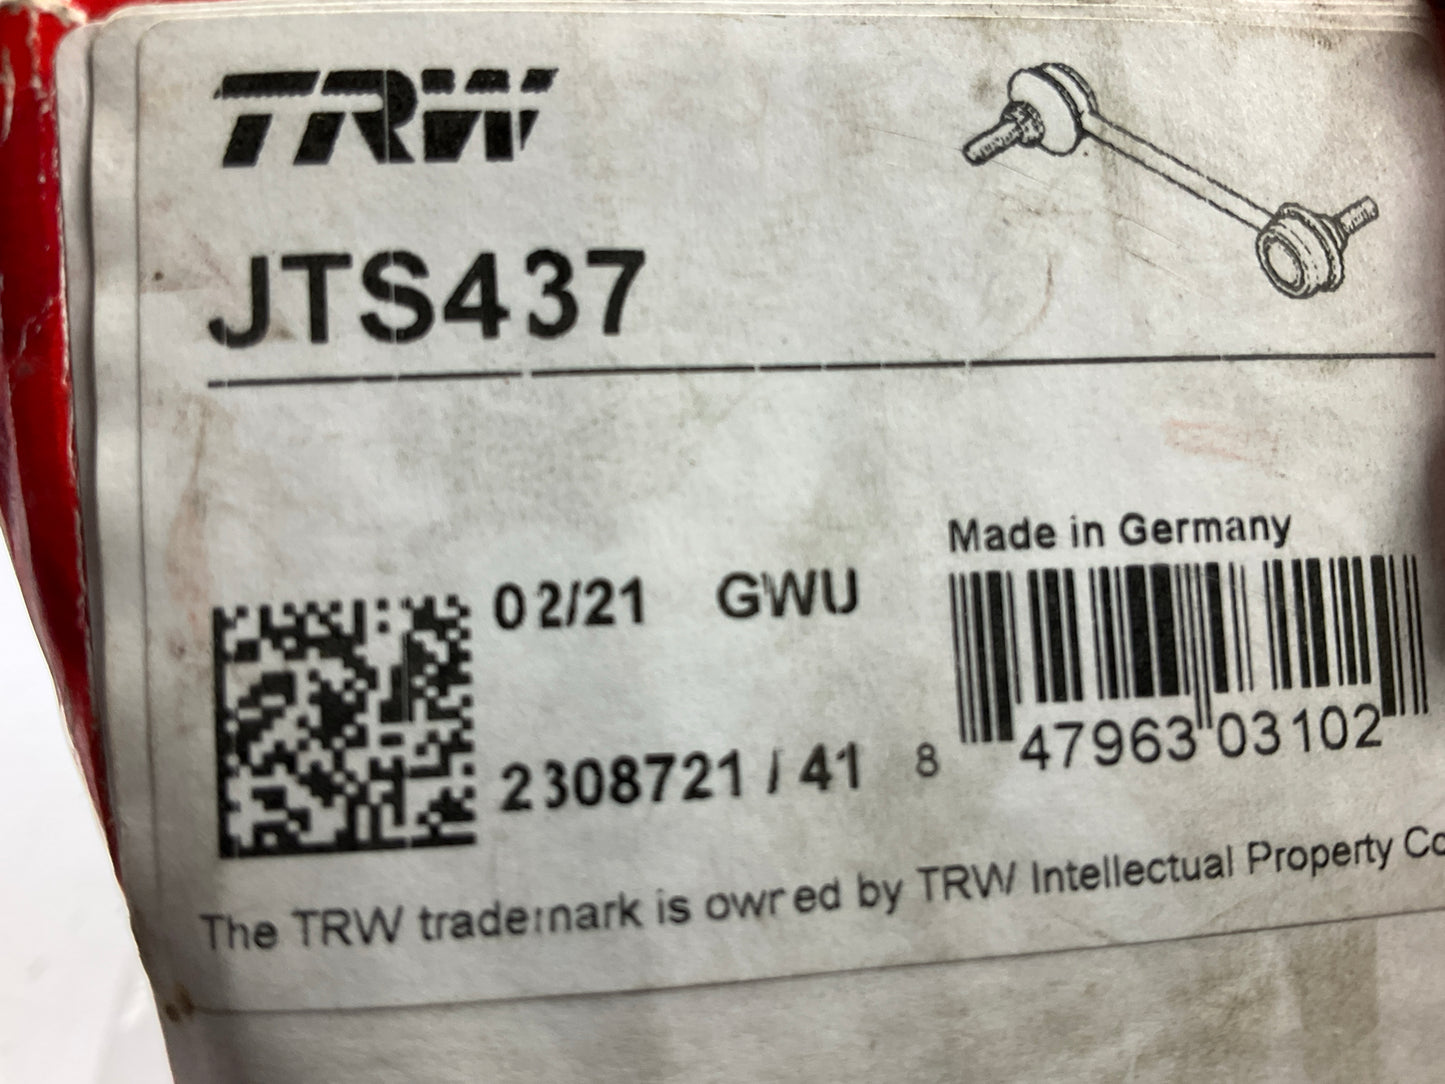 TRW
JTS437
Made in Germany
02/21 GWU
2308721 / 41
8 47963 03102
The TRW trademark is owned by TRW Intellectual Property Co